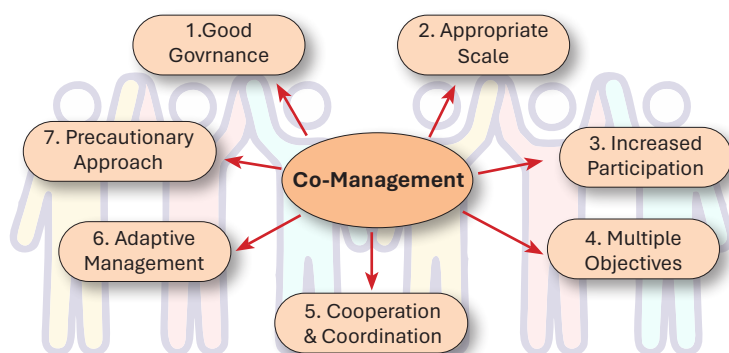 1.Good
Govrnance
2. Appropriate
Scale
7. Precautionary
Approach
Co-Management
3. Increased
Participation
6. Adaptive
Management
4. Multiple
Objectives
5. Cooperation
& Coordination